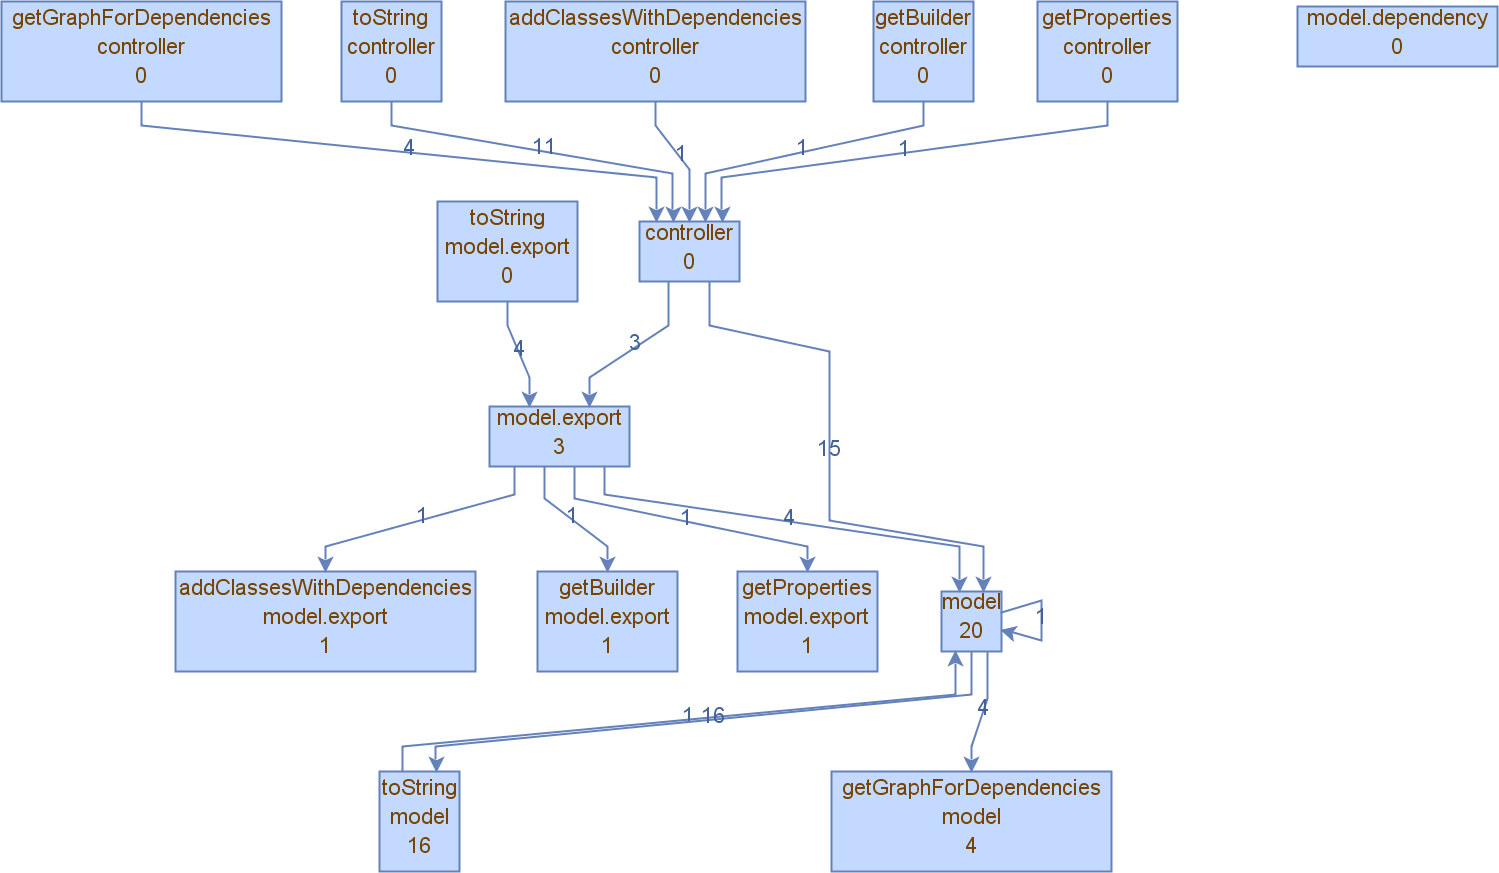 getGraphForDependencies
controller
0
toString
controller
0
addClassesWithDependencies
controller
0
getBuilder
controller
0
getProperties
controller
0
model.dependency
0
4
11
1
1
1
toString
model.export
0
controller
0
4
3
model.export
3
15
1
1
1
4
addClassesWithDependencies
model.export
1
getBuilder
model.export
1
getProperties
model.export
1
model
20
1
1
16
4
toString
model
16
getGraphForDependencies
model
4